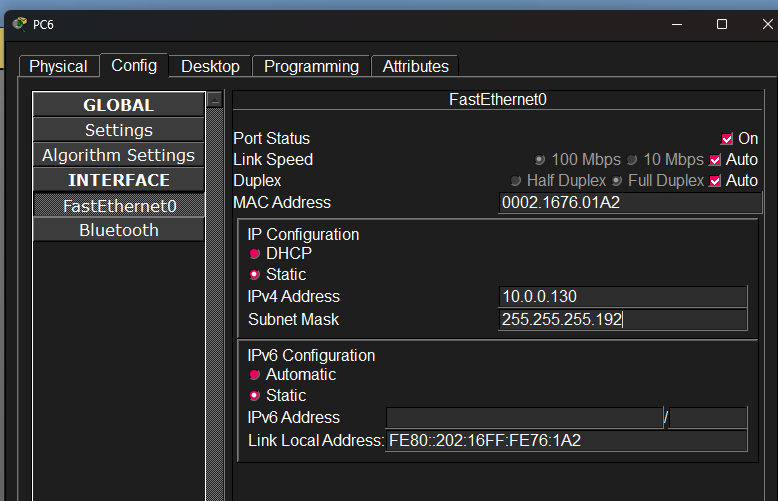 PC6
Physical Config Desktop Programming Attributes
GLOBAL
Settings
Algorithm Settings
INTERFACE
FastEthernet0
Bluetooth
FastEthernet0
Port Status On
Link Speed 100 Mbps 10 Mbps Auto
Duplex Half Duplex Full Duplex Auto
MAC Address 0002.1676.01A2
IP Configuration
DHCP
Static
IPv4 Address 10.0.0.130
Subnet Mask 255.255.255.192
IPv6 Configuration
Automatic
Static
IPv6 Address /
Link Local Address: FE80::202:16FF:FE76:1A2